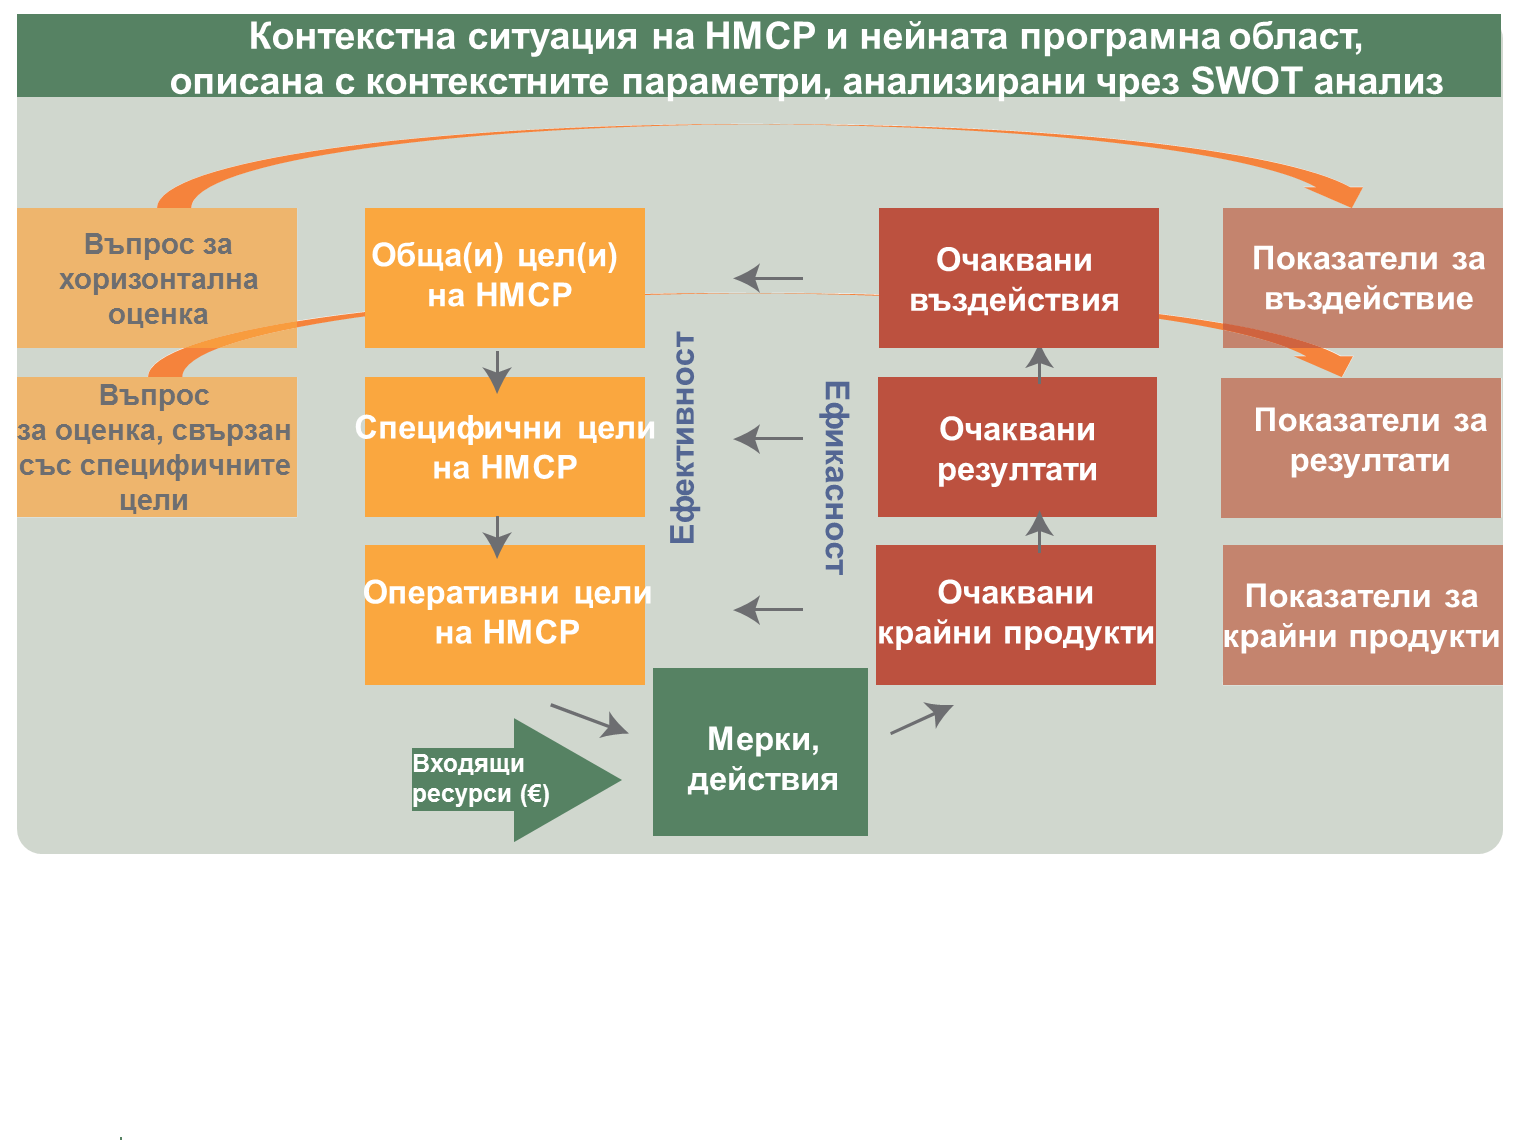 Контекстна ситуация на НМСР и нейната програмна област,
описана с контекстните параметри, анализирани чрез SWOT анализ
Въпрос за
хоризонтална
оценка
Обща(и) цел(и)
на НМСР
Очаквани
въздействия
Показатели за
въздействие
Въпрос
за оценка, свързан
със специфичните
цели
Специфични цели
на НМСР
Ефективност
Ефикасност
Очаквани
резултати
Показатели за
резултати
Оперативни цели
на НМСР
Очаквани
крайни продукти
Показатели за
крайни продукти
Входящи
ресурси (€)
Мерки,
действия